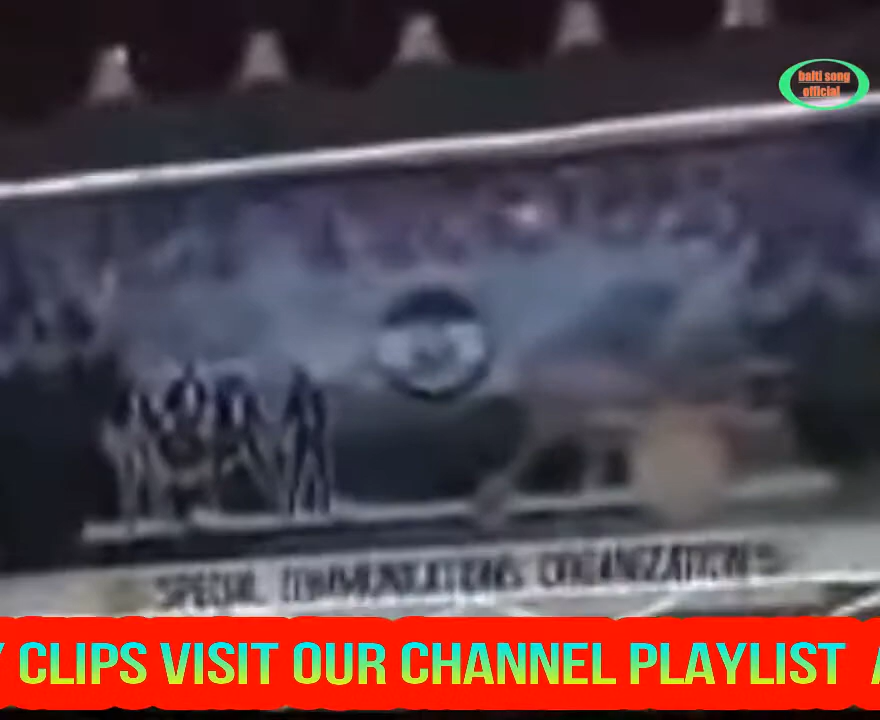 balti song
official
SPECIAL COMMUNICATIONS ORGANIZATION
Y CLIPS VISIT OUR CHANNEL PLAYLIST A